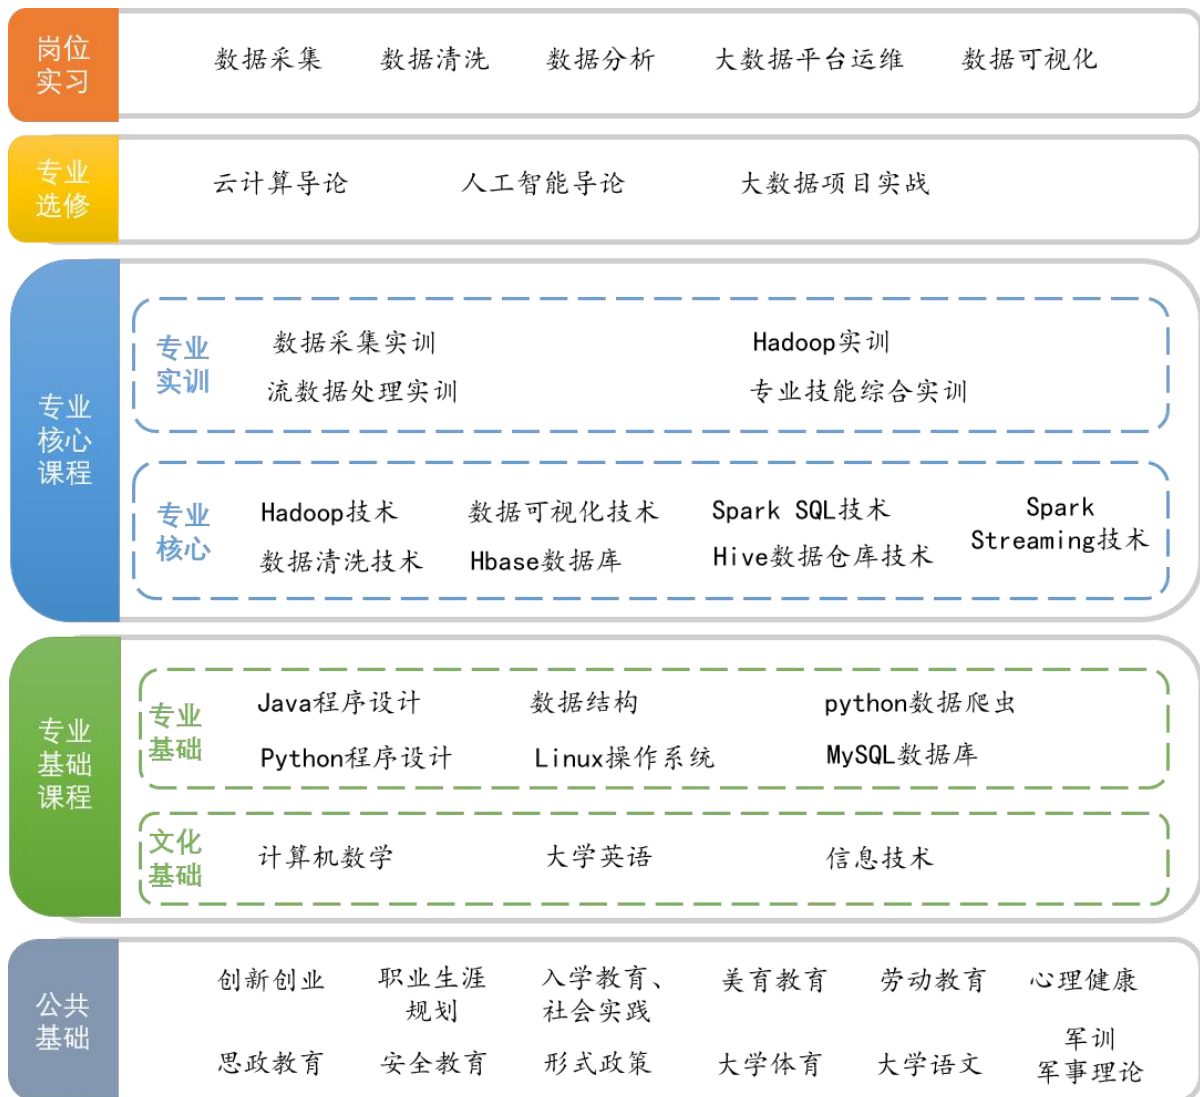 岗位
实习
数据采集 数据清洗 数据分析 大数据平台运维 数据可视化
专业
选修
云计算导论 人工智能导论 大数据项目实战
专业
核心
课程
专业
实训
数据采集实训 Hadoop实训
流数据处理实训 专业技能综合实训
专业
核心
Hadoop技术 数据可视化技术 Spark SQL技术 Spark
Streaming技术
数据清洗技术 Hbase数据库 Hive数据仓库技术
专业
基础
课程
专业
基础
Java程序设计 数据结构 python数据爬虫
Python程序设计 Linux操作系统 MySQL数据库
文化
基础
计算机数学 大学英语 信息技术
公共
基础
创新创业 职业生涯
规划 入学教育、
社会实践 美育教育 劳动教育 心理健康
思政教育 安全教育 形式政策 大学体育 大学语文 军训
军事理论